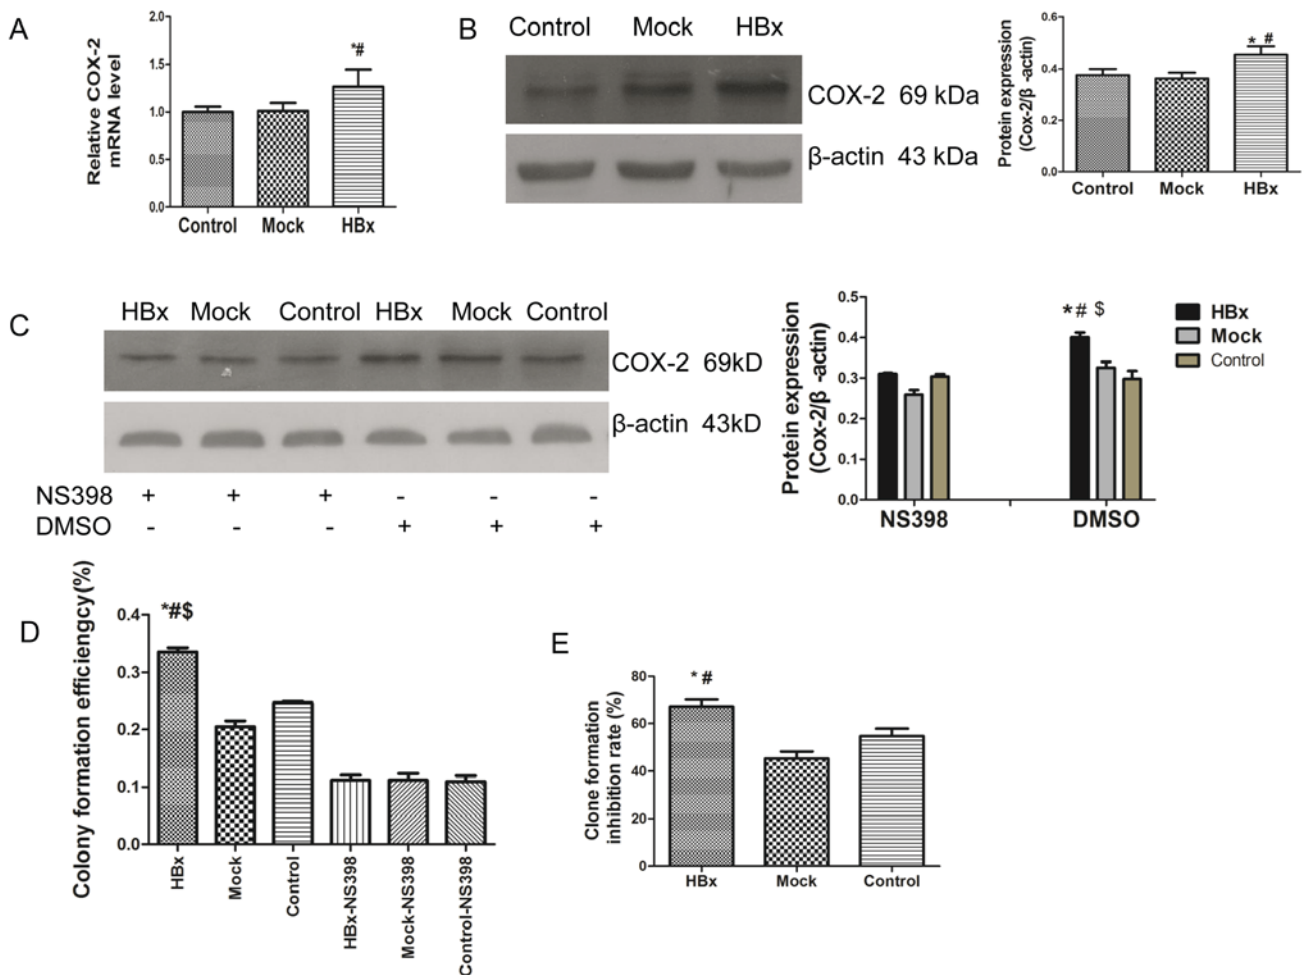 A
Relative COX-2
mRNA level
2.0
1.5
1.0
0.5
0.0
*#
Control Mock HBx
B
Control Mock HBx
COX-2 69 kDa
β-actin 43 kDa
Protein expression
(Cox-2/β -actin)
0.6
0.4
0.2
0.0
* #
Control Mock HBx
C
HBx Mock Control HBx Mock Control
COX-2 69kD
β-actin 43kD
NS398 + + + - - -
DMSO - - - + + +
Protein expression
(Cox-2/β -actin)
0.5
0.4
0.3
0.2
0.1
0.0
*# $
NS398 DMSO
HBx
Mock
Control
D
Colony formation efficiengcy(%)
0.4
0.3
0.2
0.1
0.0
*#$
HBx
Mock
Control
HBx-NS398
Mock-NS398
Control-NS398
E
Clone formation
inhibition rate (%)
80
60
40
20
0
* #
HBx Mock Control